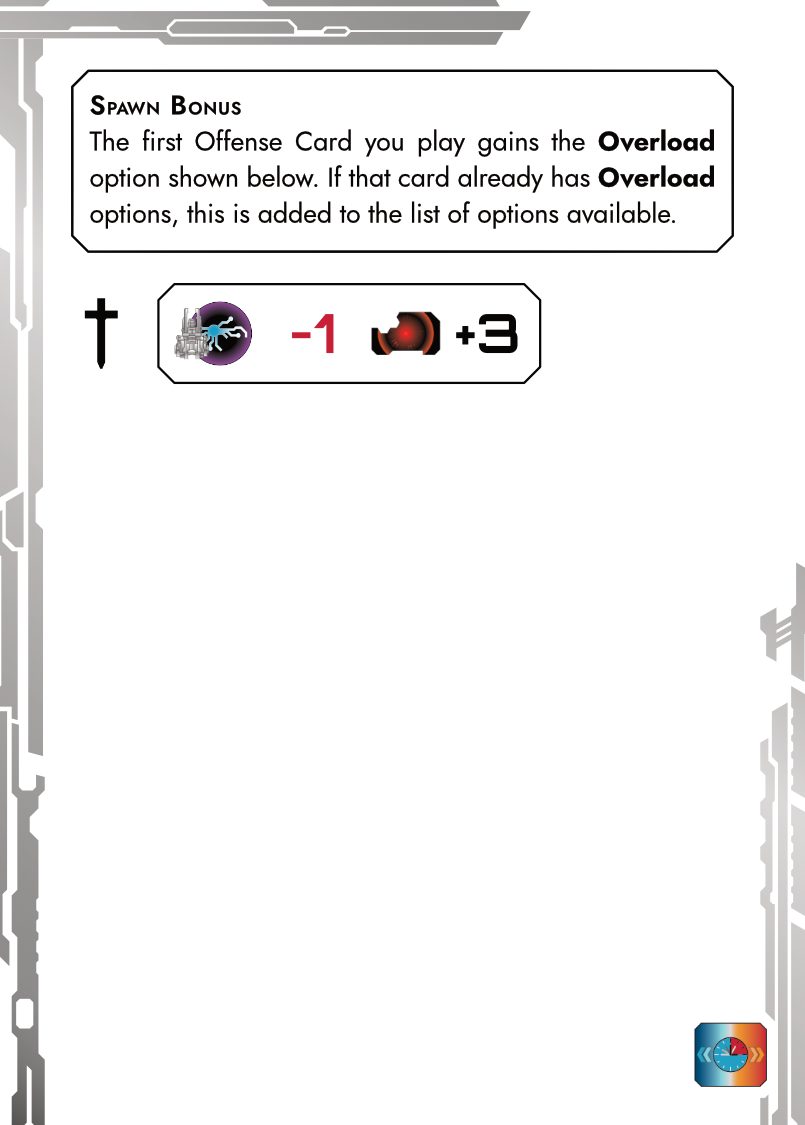 Spawn Bonus
The first Offense Card you play gains the Overload
option shown below. If that card already has Overload
options, this is added to the list of options available.
-1 +3